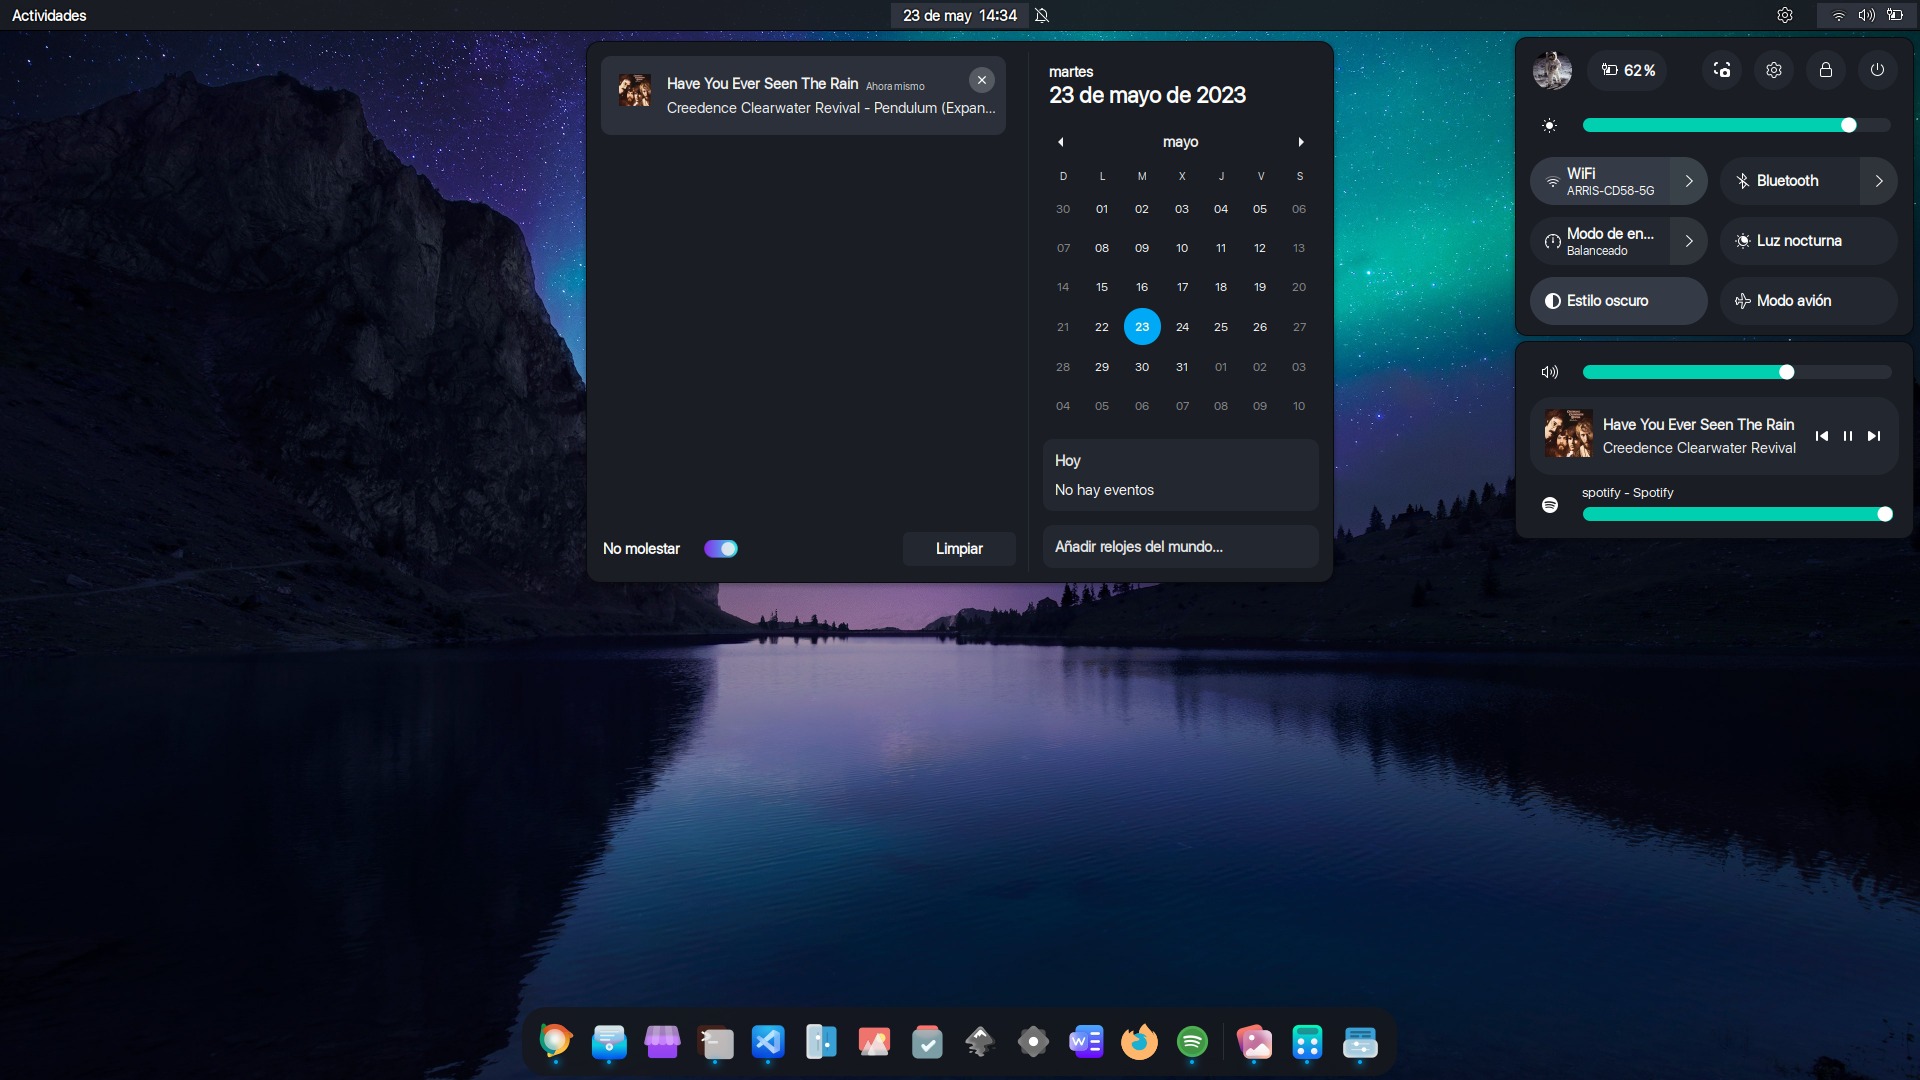 Actividades
23 de may 14:34
Have You Ever Seen The Rain Ahora mismo
Creedence Clearwater Revival - Pendulum (Expan...
No molestar
Limpiar
martes
23 de mayo de 2023
mayo
D L M X J V S
30 01 02 03 04 05 06
07 08 09 10 11 12 13
14 15 16 17 18 19 20
21 22 23 24 25 26 27
28 29 30 31 01 02 03
04 05 06 07 08 09 10
Hoy
No hay eventos
Añadir relojes del mundo...
62 %
WiFi
ARRIS-CD58-5G
Bluetooth
Modo de en...
Balanceado
Luz nocturna
Estilo oscuro
Modo avión
Have You Ever Seen The Rain
Creedence Clearwater Revival
spotify - Spotify
W